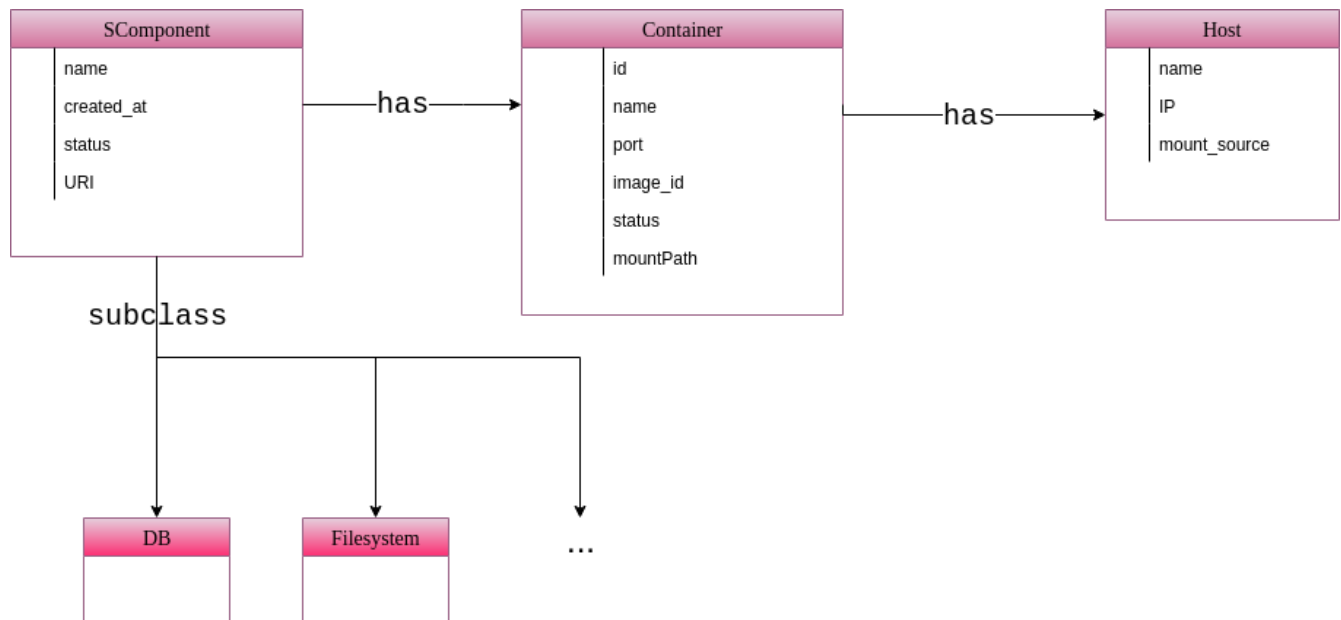 SComponent
name
created_at
status
URI
has
Container
id
name
port
image_id
status
mountPath
has
Host
name
IP
mount_source
subclass
DB
Filesystem
...